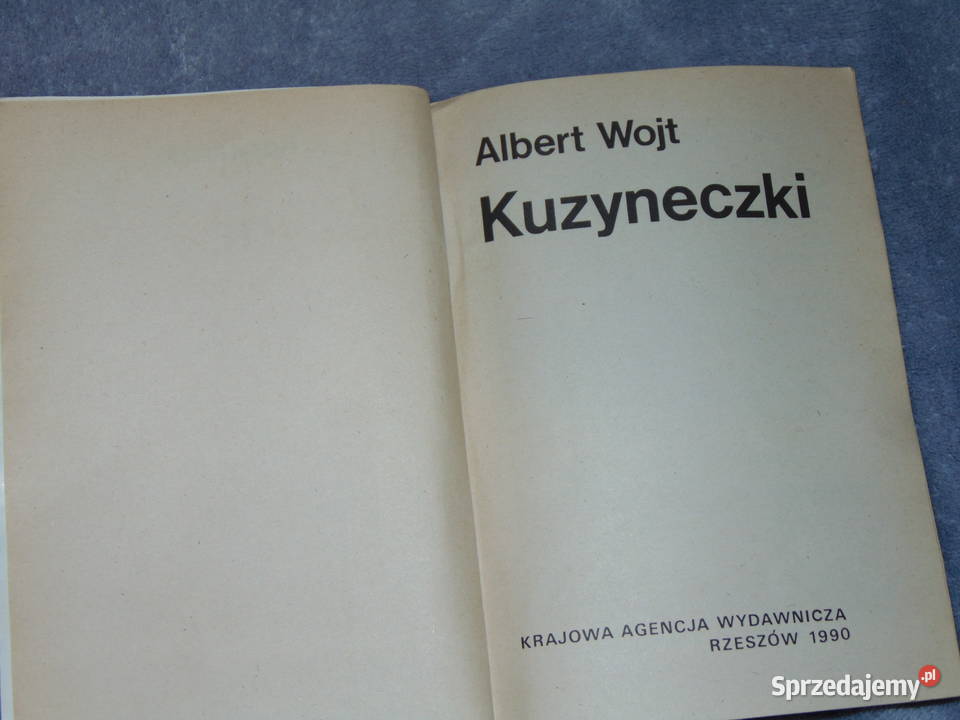 Albert Wojt
Kuzyneczki
KRAJOWA AGENCJA WYDAWNICZA
RZESZÓW 1990
Sprzedajemy.pl